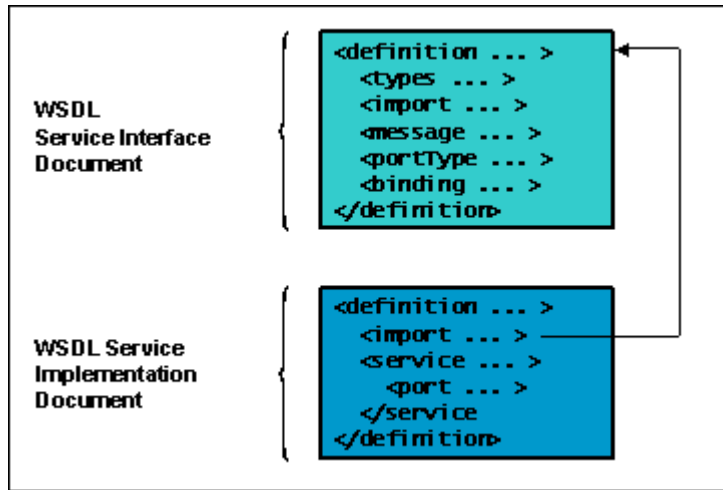 WSDL
Service Interface
Document
<definition ... >
<types ... >
<import ... >
<message ... >
<portType ... >
<binding ... >
</definition>
WSDL Service
Implementation
Document
<definition ... >
<import ... >
<service ... >
<port ... >
</service
</definition>